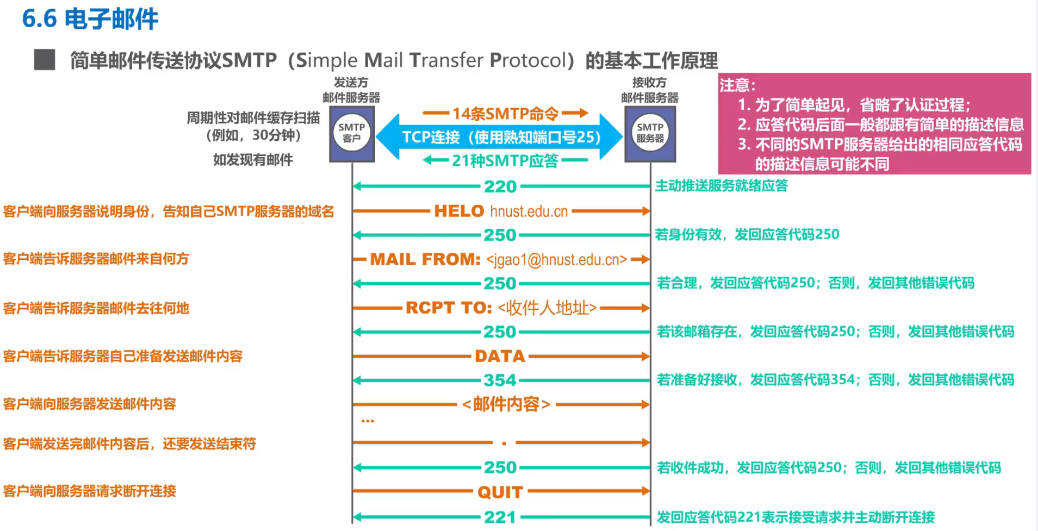 6.6 电子邮件
简单邮件传送协议SMTP（Simple Mail Transfer Protocol）的基本工作原理
发送方
邮件服务器
接收方
邮件服务器
周期性对邮件缓存扫描
（例如，30分钟）
如发现有邮件
SMTP
客户
14条SMTP命令
TCP连接（使用熟知端口号25）
21种SMTP应答
SMTP
服务器
注意：
1. 为了简单起见，省略了认证过程；
2. 应答代码后面一般都跟有简单的描述信息
3. 不同的SMTP服务器给出的相同应答代码
的描述信息可能不同
220
主动推送服务就绪应答
客户端向服务器说明身份，告知自己SMTP服务器的域名
HELO hnust.edu.cn
250
若身份有效，发回应答代码250
客户端告诉服务器邮件来自何方
MAIL FROM: <jgao1@hnust.edu.cn>
250
若合理，发回应答代码250；否则，发回其他错误代码
客户端告诉服务器邮件去往何地
RCPT TO: <收件人地址>
250
若该邮箱存在，发回应答代码250；否则，发回其他错误代码
客户端告诉服务器自己准备发送邮件内容
DATA
354
若准备好接收，发回应答代码354；否则，发回其他错误代码
客户端向服务器发送邮件内容
<邮件内容>
...
客户端发送完邮件内容后，还要发送结束符
.
250
若收件成功，发回应答代码250；否则，发回其他错误代码
客户端向服务器请求断开连接
QUIT
221
发回应答代码221表示接受请求并主动断开连接